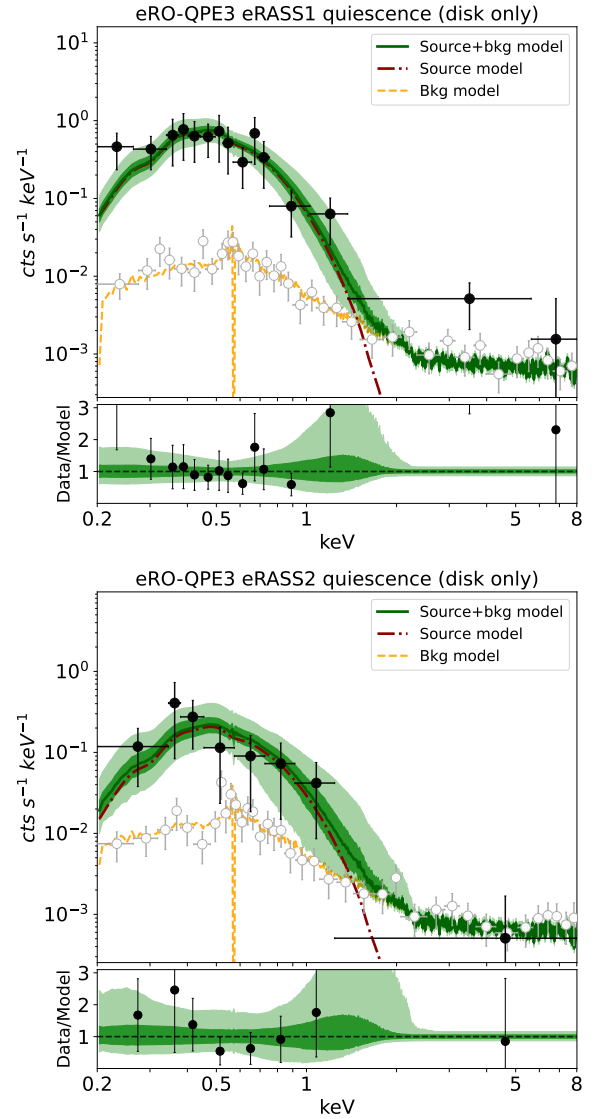 eRO-QPE3 eRASS1 quiescence (disk only)
10¹
10⁰
10⁻¹
10⁻²
10⁻³
cts s⁻¹ keV⁻¹
Source+bkg model
Source model
Bkg model
3
2
1
Data/Model
0.2 0.5 1 2 5 8
keV
eRO-QPE3 eRASS2 quiescence (disk only)
10⁰
10⁻¹
10⁻²
10⁻³
cts s⁻¹ keV⁻¹
Source+bkg model
Source model
Bkg model
3
2
1
Data/Model
0.2 0.5 1 2 5 8
keV